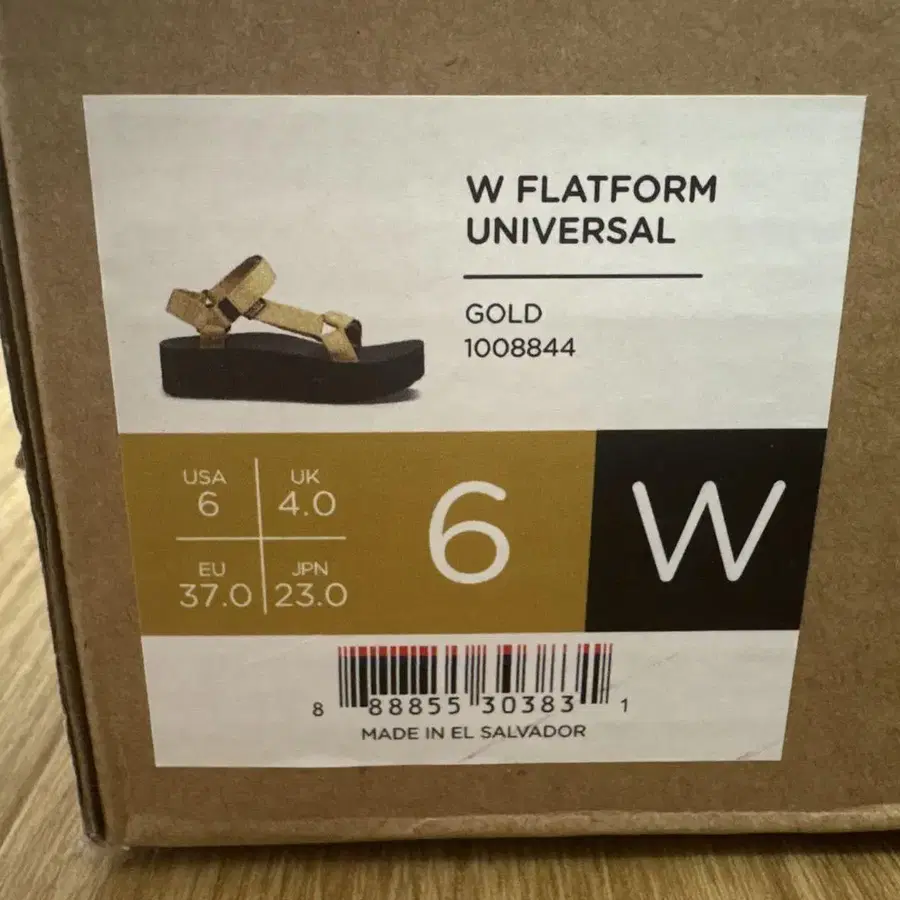 W FLATFORM
UNIVERSAL
GOLD
1008844
USA UK
6 4.0
EU JPN
37.0 23.0
6 W
8 88855 30383 1
MADE IN EL SALVADOR